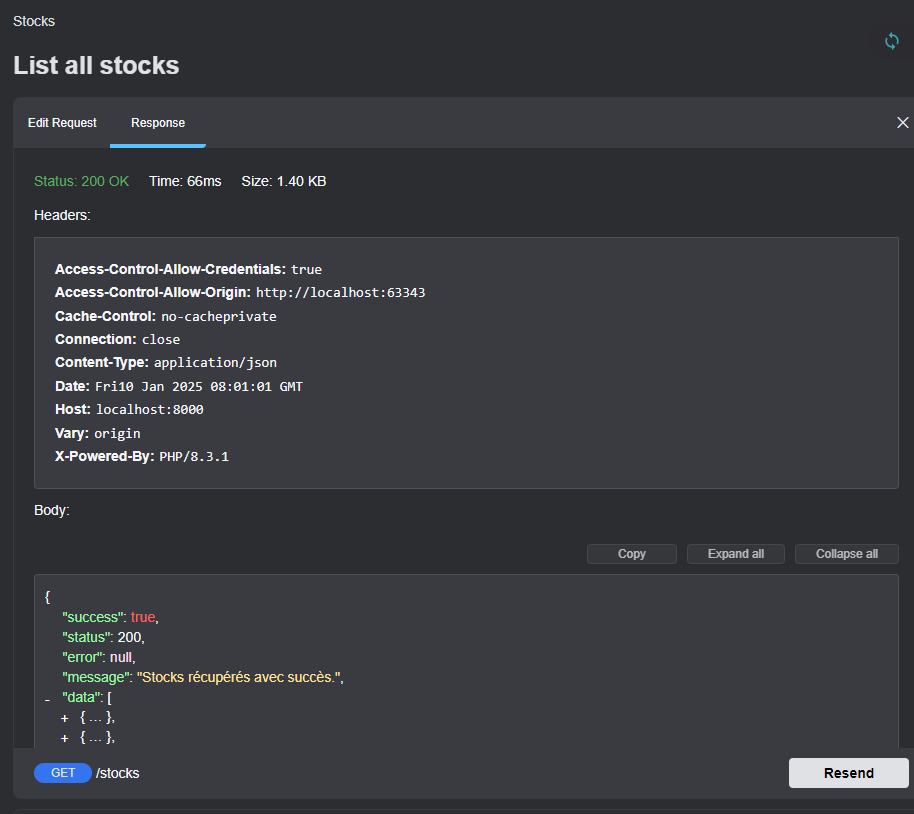 Stocks
List all stocks
Edit Request Response
Status: 200 OK Time: 66ms Size: 1.40 KB
Headers:
Access-Control-Allow-Credentials: true
Access-Control-Allow-Origin: http://localhost:63343
Cache-Control: no-cacheprivate
Connection: close
Content-Type: application/json
Date: Fri10 Jan 2025 08:01:01 GMT
Host: localhost:8000
Vary: origin
X-Powered-By: PHP/8.3.1
Body:
Copy Expand all Collapse all
{
"success": true,
"status": 200,
"error": null,
"message": "Stocks récupérés avec succès.",
- "data": [
+ { ... },
+ { ... },
GET /stocks Resend